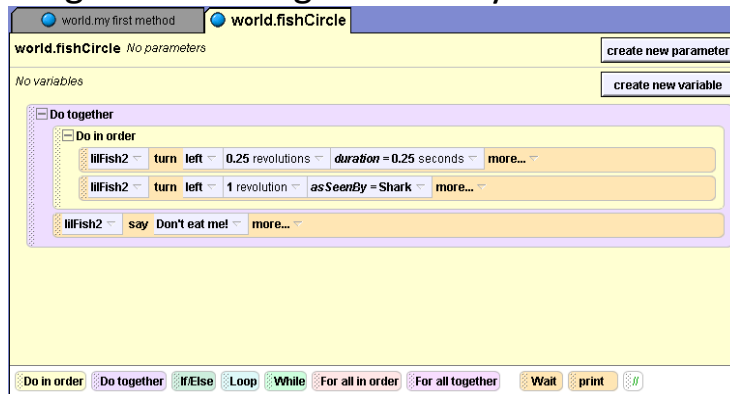 world.my first method world.fishCircle
world.fishCircle No parameters create new parameter
No variables create new variable
Do together
Do in order
lilFish2 turn left 0.25 revolutions duration = 0.25 seconds more...
lilFish2 turn left 1 revolution asSeenBy = Shark more...
lilFish2 say Don't eat me! more...
Do in order Do together If/Else Loop While For all in order For all together Wait print //